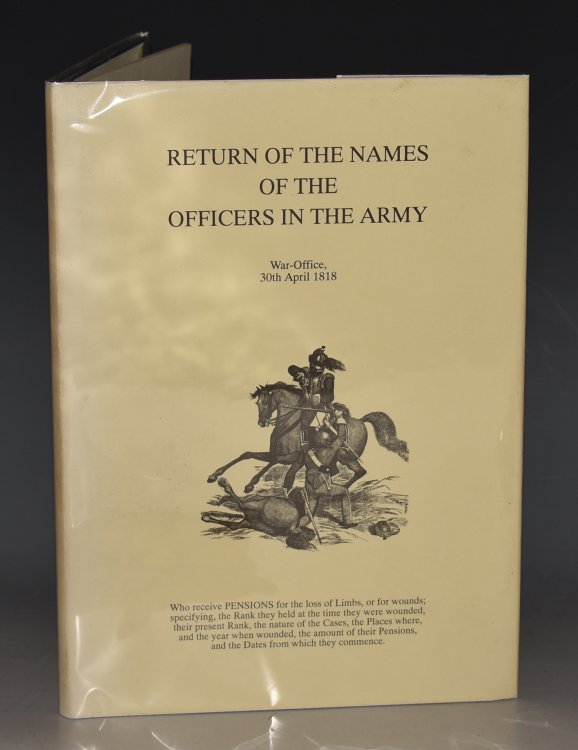 RETURN OF THE NAMES
OF THE
OFFICERS IN THE ARMY
War-Office,
30th April 1818
Who receive PENSIONS for the loss of Limbs, or for wounds;
specifying, the Rank they held at the time they were wounded,
their present Rank, the nature of the Cases, the Places where,
and the year when wounded, the amount of their Pensions,
and the Dates from which they commence.